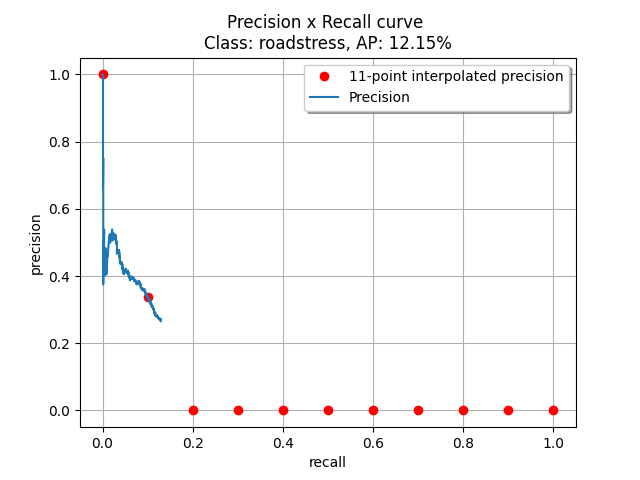 Precision x Recall curve
Class: roadstress, AP: 12.15%
11-point interpolated precision
Precision
precision
1.0
0.8
0.6
0.4
0.2
0.0
0.0 0.2 0.4 0.6 0.8 1.0
recall